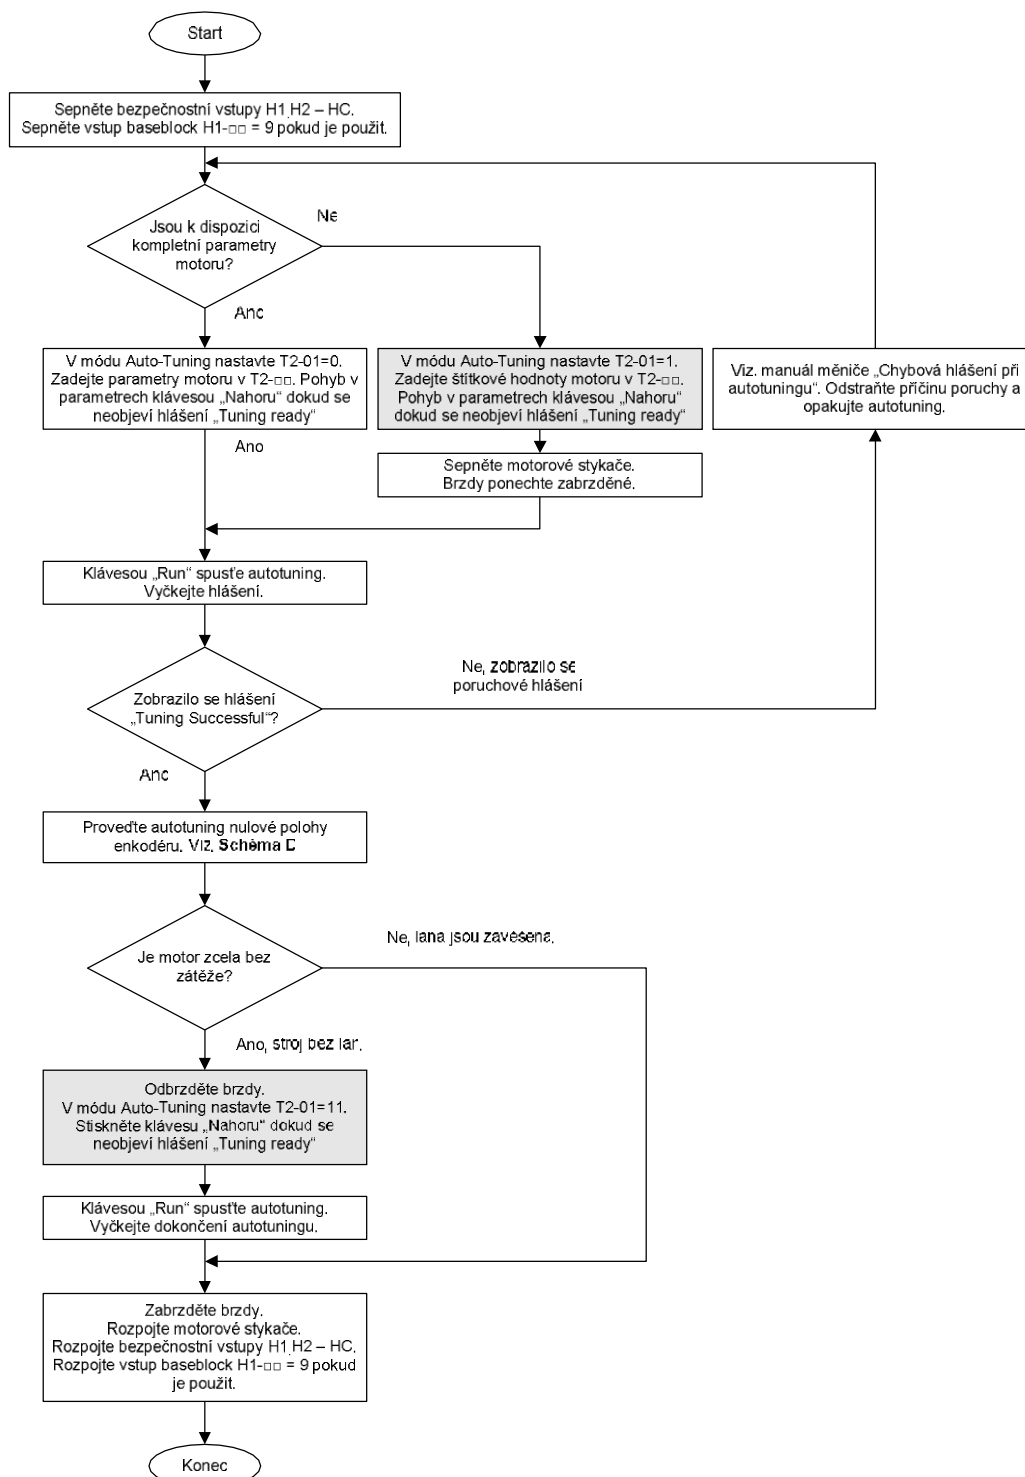 Start
Sepněte bezpečnostní vstupy H1,H2 – HC.
Sepněte vstup baseblock H1-□□ = 9 pokud je použit.
Jsou k dispozici
kompletní parametry
motoru?
Ne
Ano
V módu Auto-Tuning nastavte T2-01=0.
Zadejte parametry motoru v T2-□□. Pohyb v
parametrech klávesou „Nahoru“ dokud se
neobjeví hlášení „Tuning ready“
V módu Auto-Tuning nastavte T2-01=1.
Zadejte štítkové hodnoty motoru v T2-□□.
Pohyb v parametrech klávesou „Nahoru“
dokud se neobjeví hlášení „Tuning ready“
Viz. manuál měniče „Chybová hlášení při
autotuningu“. Odstraňte příčinu poruchy a
opakujte autotuning.
Ano
Sepněte motorové stykače.
Brzdy ponechte zabrzděné.
Klávesou „Run“ spusťe autotuning.
Vyčkejte hlášení.
Ne, zobrazilo se
poruchové hlášení
Zobrazilo se hlášení
„Tuning Successful“?
Ano
Proveďte autotuning nulové polohy
enkodéru. Viz. Schéma D
Ne, lana jsou zavěšena.
Je motor zcela bez
zátěže?
Ano, stroj bez lan.
Odbrzděte brzdy.
V módu Auto-Tuning nastavte T2-01=11.
Stiskněte klávesu „Nahoru“ dokud se
neobjeví hlášení „Tuning ready“
Klávesou „Run“ spusťte autotuning.
Vyčkejte dokončení autotuningu.
Zabrzděte brzdy.
Rozpojte motorové stykače.
Rozpojte bezpečnostní vstupy H1,H2 – HC.
Rozpojte vstup baseblock H1-□□ = 9 pokud
je použit.
Konec